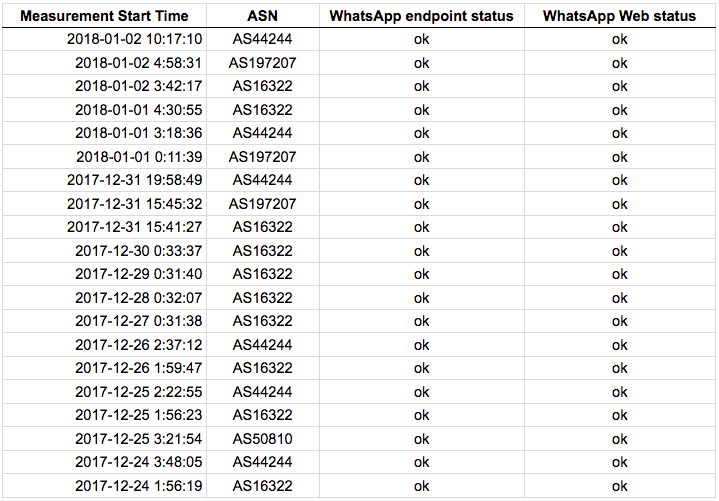 Measurement Start Time ASN WhatsApp endpoint status WhatsApp Web status
2018-01-02 10:17:10 AS44244 ok ok
2018-01-02 4:58:31 AS197207 ok ok
2018-01-02 3:42:17 AS16322 ok ok
2018-01-01 4:30:55 AS16322 ok ok
2018-01-01 3:18:36 AS44244 ok ok
2018-01-01 0:11:39 AS197207 ok ok
2017-12-31 19:58:49 AS44244 ok ok
2017-12-31 15:45:32 AS197207 ok ok
2017-12-31 15:41:27 AS16322 ok ok
2017-12-30 0:33:37 AS16322 ok ok
2017-12-29 0:31:40 AS16322 ok ok
2017-12-28 0:32:07 AS16322 ok ok
2017-12-27 0:31:38 AS16322 ok ok
2017-12-26 2:37:12 AS44244 ok ok
2017-12-26 1:59:47 AS16322 ok ok
2017-12-25 2:22:55 AS44244 ok ok
2017-12-25 1:56:23 AS16322 ok ok
2017-12-25 3:21:54 AS50810 ok ok
2017-12-24 3:48:05 AS44244 ok ok
2017-12-24 1:56:19 AS16322 ok ok